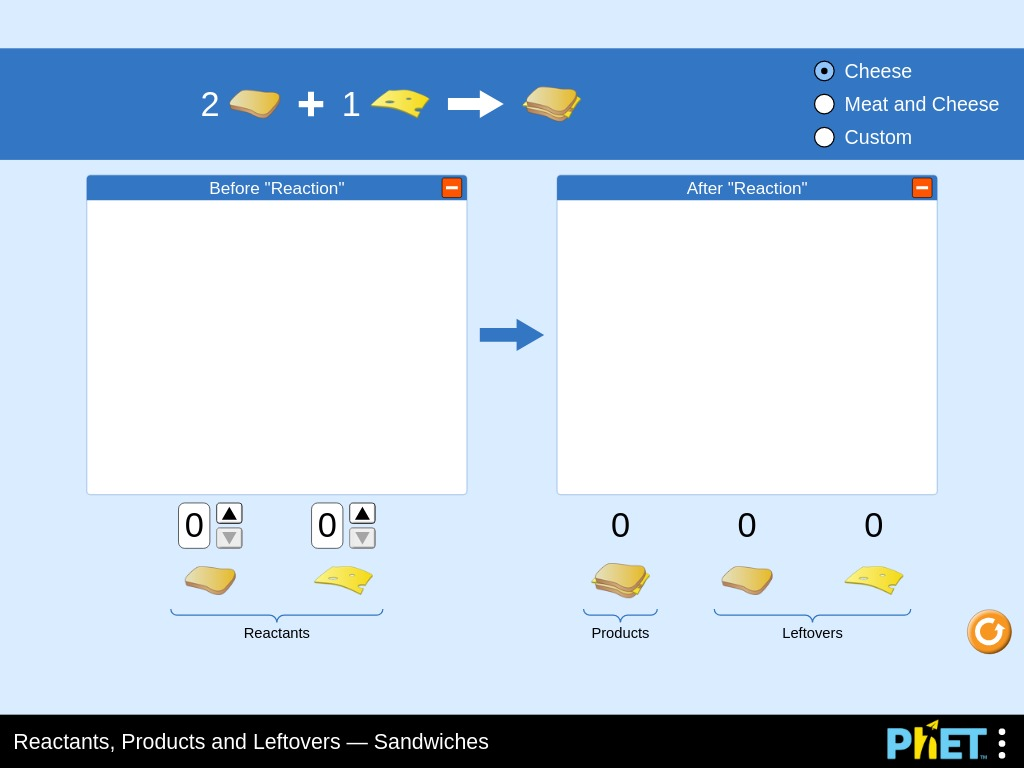 2 1
Cheese
Meat and Cheese
Custom
Before "Reaction"
After "Reaction"
0 0 0 0 0
Reactants
Products
Leftovers
Reactants, Products and Leftovers — Sandwiches
PhET™